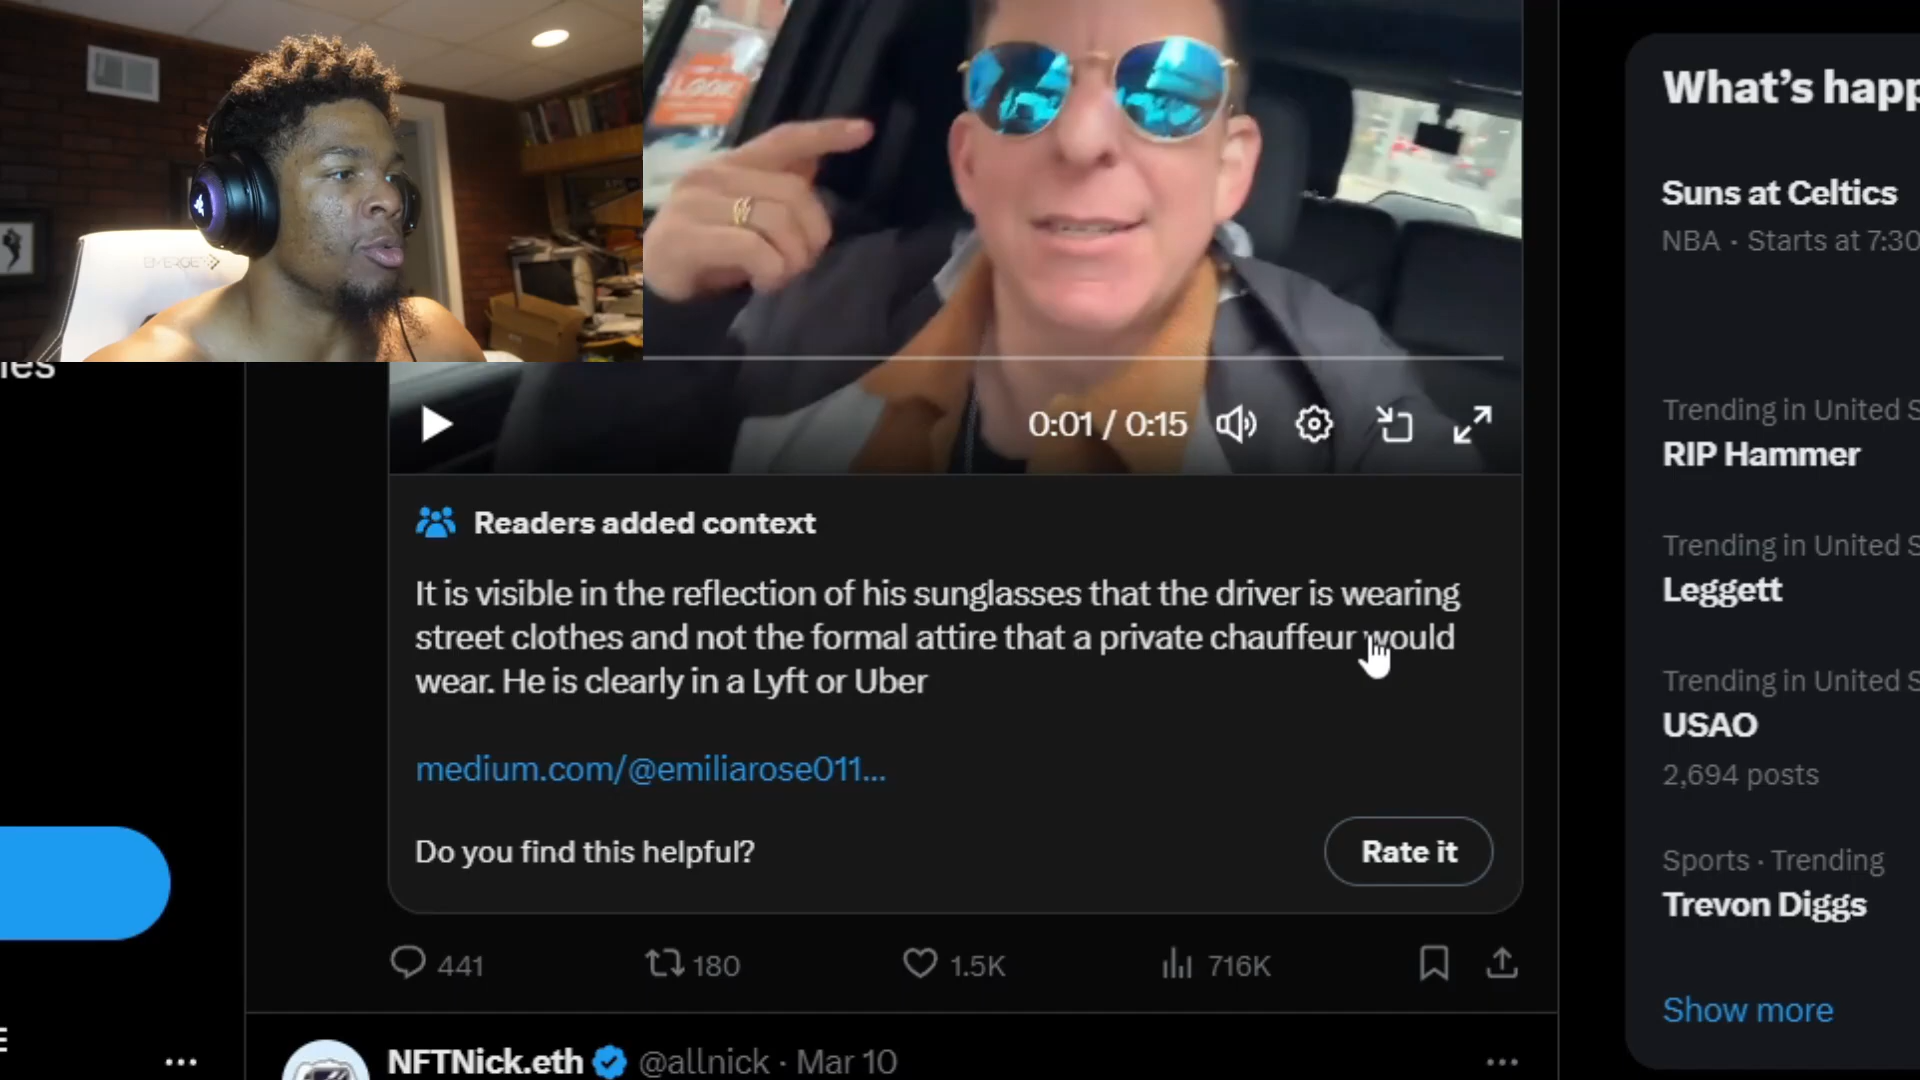 EMERGE
LOOK
What's happ
Suns at Celtics
NBA · Starts at 7:30
Trending in United S
RIP Hammer
Trending in United S
Leggett
Trending in United S
USAO
2,694 posts
Sports · Trending
Trevon Diggs
Show more
0:01 / 0:15
Readers added context
It is visible in the reflection of his sunglasses that the driver is wearing
street clothes and not the formal attire that a private chauffeur would
wear. He is clearly in a Lyft or Uber
medium.com/@emiliarose011...
Do you find this helpful?
Rate it
441
180
1.5K
716K
NFTNick.eth @allnick · Mar 10